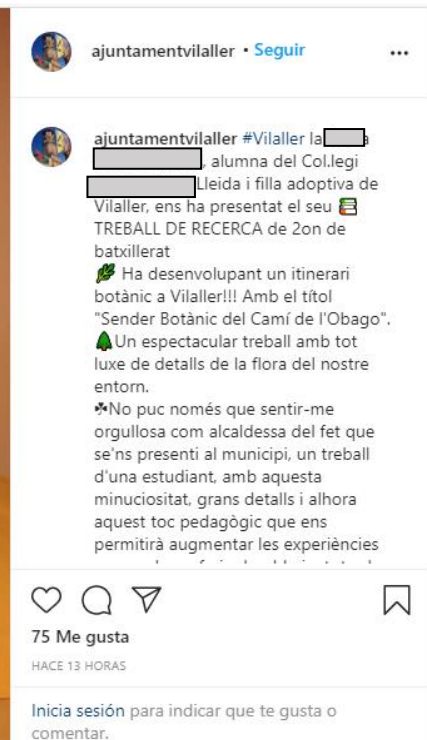 ajuntamentvilaller • Seguir
ajuntamentvilaller #Vilaller la a
, alumna del Col.legi
Lleida i filla adoptiva de
Vilaller, ens ha presentat el seu 📚
TREBALL DE RECERCA de 2on de
batxillerat
🌿 Ha desenvolupant un itinerari
botànic a Vilaller!!! Amb el títol
"Sender Botànic del Camí de l'Obago".
🌲Un espectacular treball amb tot
luxe de detalls de la flora del nostre
entorn.
☘No puc només que sentir-me
orgullosa com alcaldessa del fet que
se'ns presenti al municipi, un treball
d'una estudiant, amb aquesta
minuciositat, grans detalls i alhora
aquest toc pedagògic que ens
permitirà augmentar les experiències
75 Me gusta
HACE 13 HORAS
Inicia sesión para indicar que te gusta o
comentar.